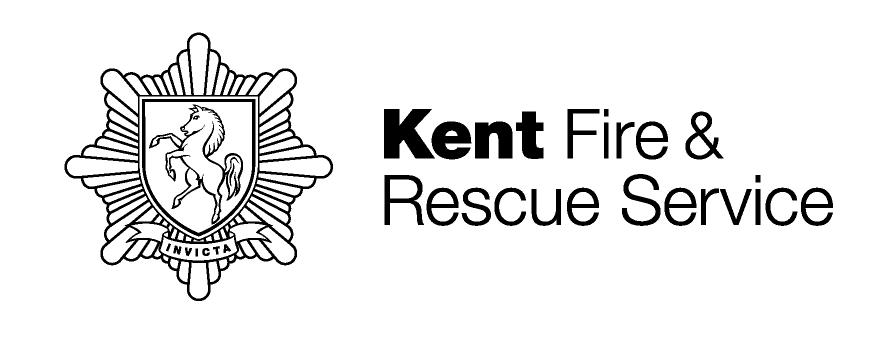 Kent Fire &
Rescue Service
INVICTA